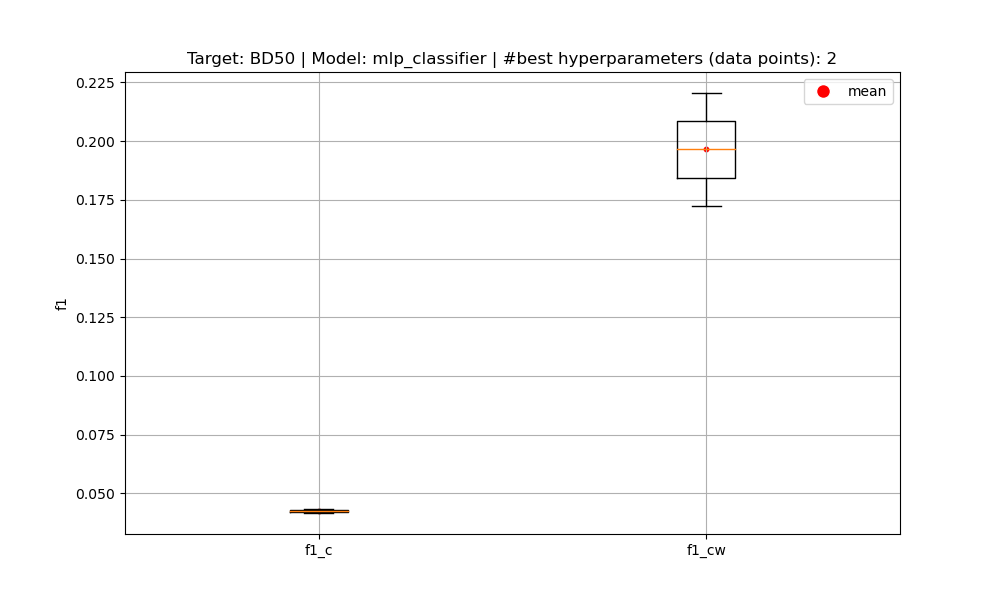 Target: BD50 | Model: mlp_classifier | #best hyperparameters (data points): 2
mean
0.225
0.200
0.175
0.150
0.125
0.100
0.075
0.050
f1
f1_c
f1_cw